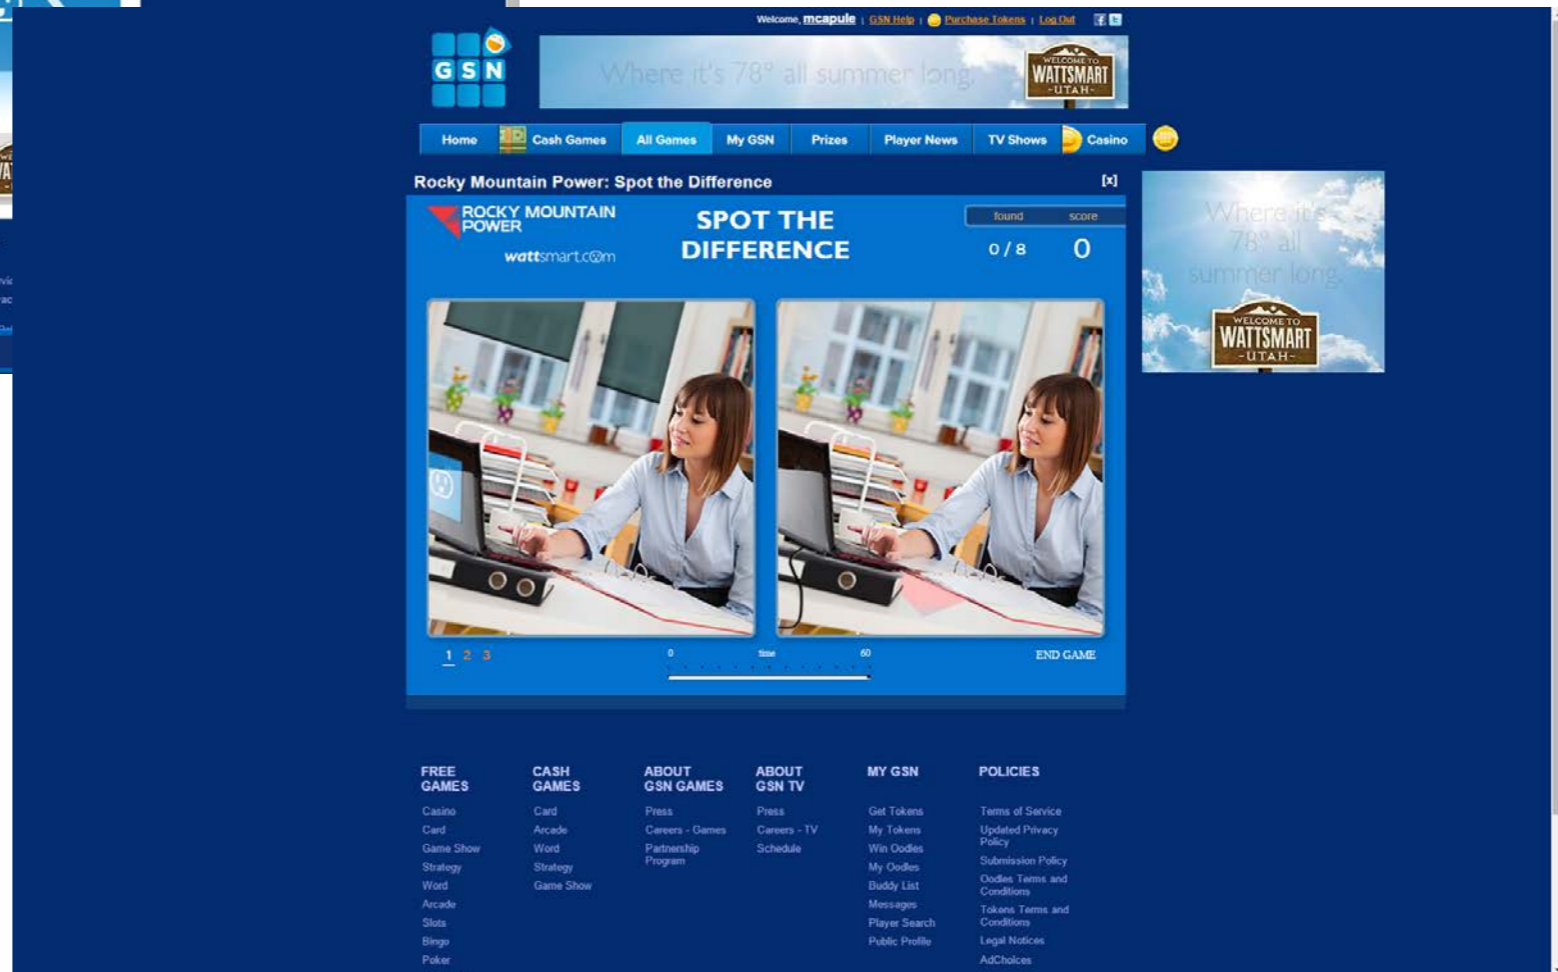 Welcome, mcapule | GSN Help | Purchase Tokens | Log Out
GSN
Where it's 78° all summer long.
WELCOME TO
WATTSMART
-UTAH-
Home
Cash Games
All Games
My GSN
Prizes
Player News
TV Shows
Casino
Rocky Mountain Power: Spot the Difference
[x]
ROCKY MOUNTAIN
POWER
wattsmart.com
SPOT THE
DIFFERENCE
found
score
0 / 8
0
Where it's
78° all
summer long.
WELCOME TO
WATTSMART
-UTAH-
1 2 3
0
time
60
END GAME
FREE
GAMES
Casino
Card
Game Show
Strategy
Word
Arcade
Slots
Bingo
Poker
CASH
GAMES
Card
Arcade
Word
Strategy
Game Show
ABOUT
GSN GAMES
Press
Careers - Games
Partnership
Program
ABOUT
GSN TV
Press
Careers - TV
Schedule
MY GSN
Get Tokens
My Tokens
Win Oodles
My Oodles
Buddy List
Messages
Player Search
Public Profile
POLICIES
Terms of Service
Updated Privacy
Policy
Submission Policy
Oodles Terms and
Conditions
Tokens Terms and
Conditions
Legal Notices
AdChoices